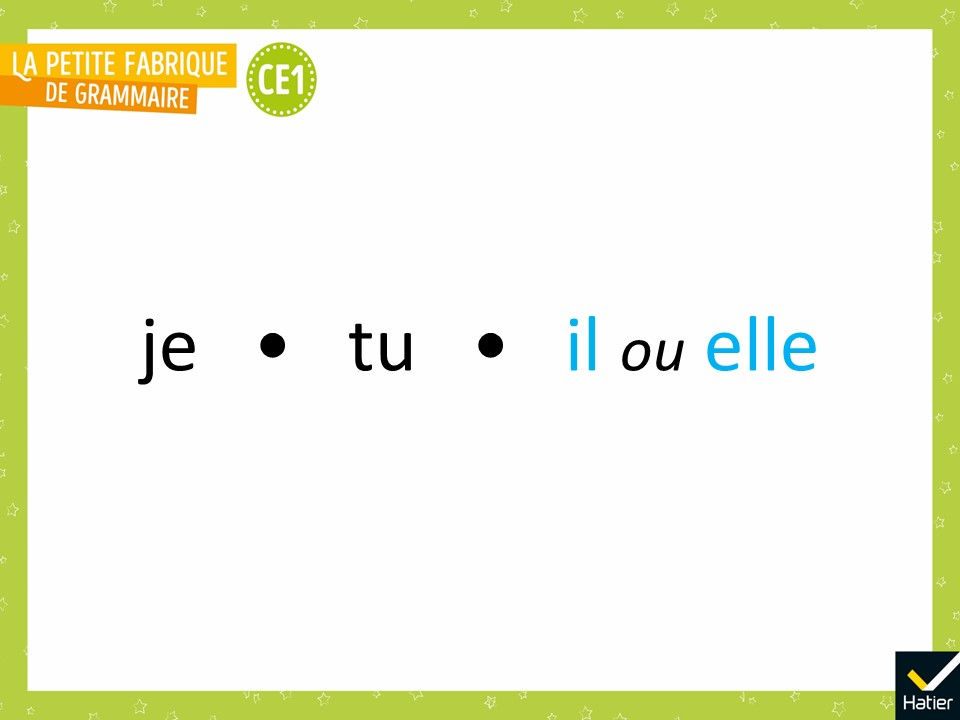 LA PETITE FABRIQUE
DE GRAMMAIRE
CE1
je • tu • il ou elle
Hatier